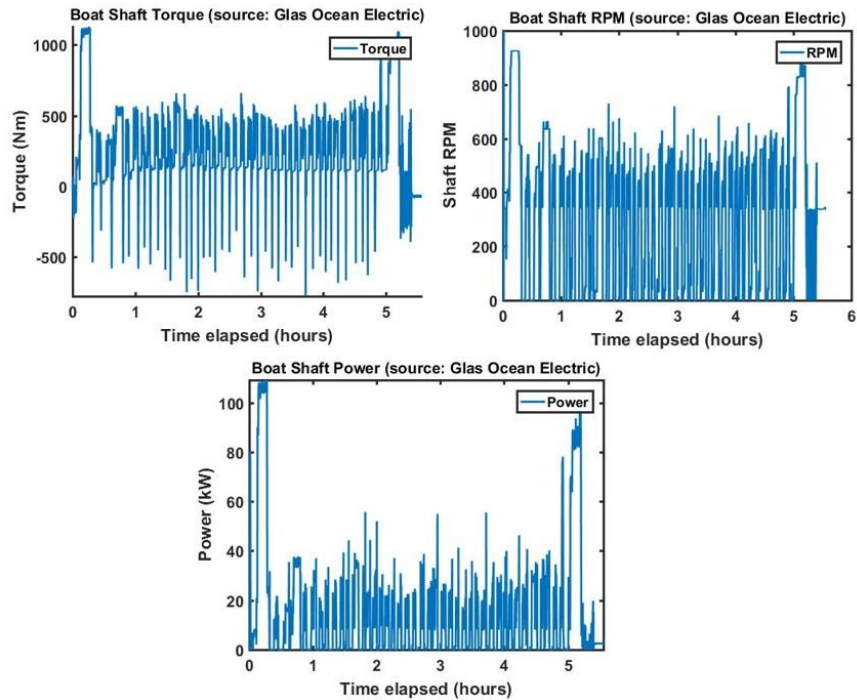 Boat Shaft Torque (source: Glas Ocean Electric)
Torque
1000
500
0
-500
Torque (Nm)
0 1 2 3 4 5
Time elapsed (hours)
Boat Shaft RPM (source: Glas Ocean Electric)
RPM
1000
800
600
400
200
0
Shaft RPM
0 1 2 3 4 5 6
Time elapsed (hours)
Boat Shaft Power (source: Glas Ocean Electric)
Power
100
80
60
40
20
0
Power (kW)
0 1 2 3 4 5
Time elapsed (hours)